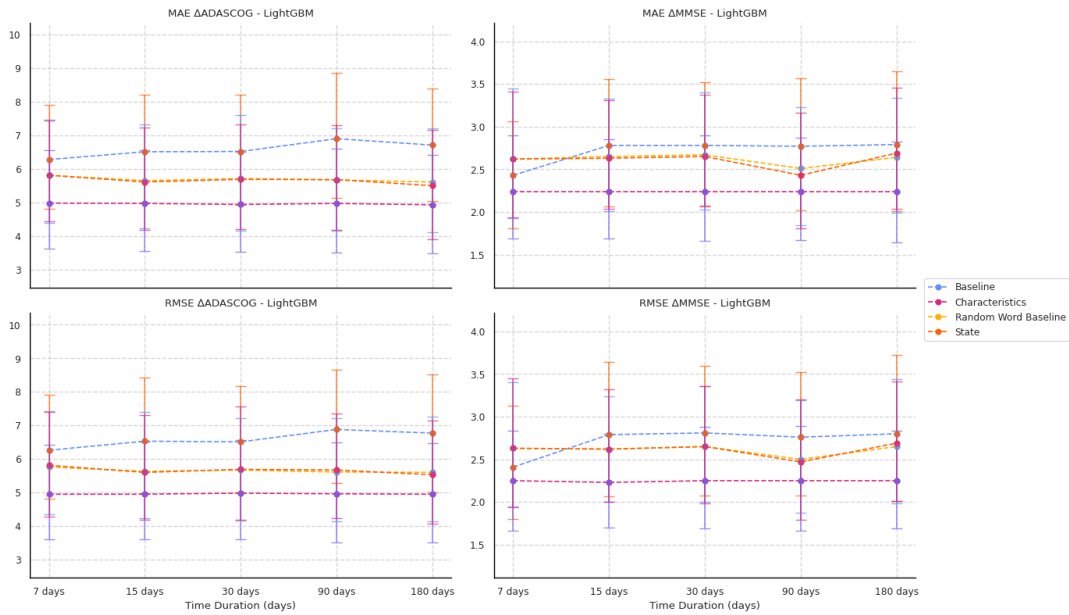 MAE ΔADASCOG - LightGBM
10
9
8
7
6
5
4
3
MAE ΔMMSE - LightGBM
4.0
3.5
3.0
2.5
2.0
1.5
RMSE ΔADASCOG - LightGBM
10
9
8
7
6
5
4
3
7 days 15 days 30 days 90 days 180 days
Time Duration (days)
RMSE ΔMMSE - LightGBM
4.0
3.5
3.0
2.5
2.0
1.5
7 days 15 days 30 days 90 days 180 days
Time Duration (days)
Baseline
Characteristics
Random Word Baseline
State